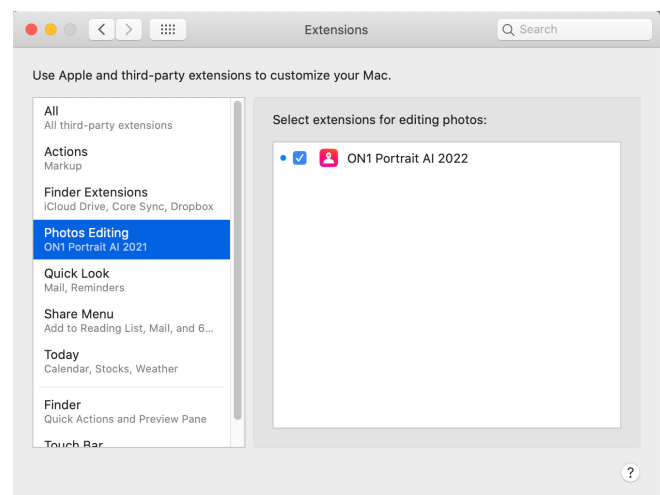 Extensions
Search
Use Apple and third-party extensions to customize your Mac.
All
All third-party extensions
Actions
Markup
Finder Extensions
iCloud Drive, Core Sync, Dropbox
Photos Editing
ON1 Portrait AI 2021
Quick Look
Mail, Reminders
Share Menu
Add to Reading List, Mail, and 6...
Today
Calendar, Stocks, Weather
Finder
Quick Actions and Preview Pane
Touch Bar
Select extensions for editing photos:
ON1 Portrait AI 2022
?